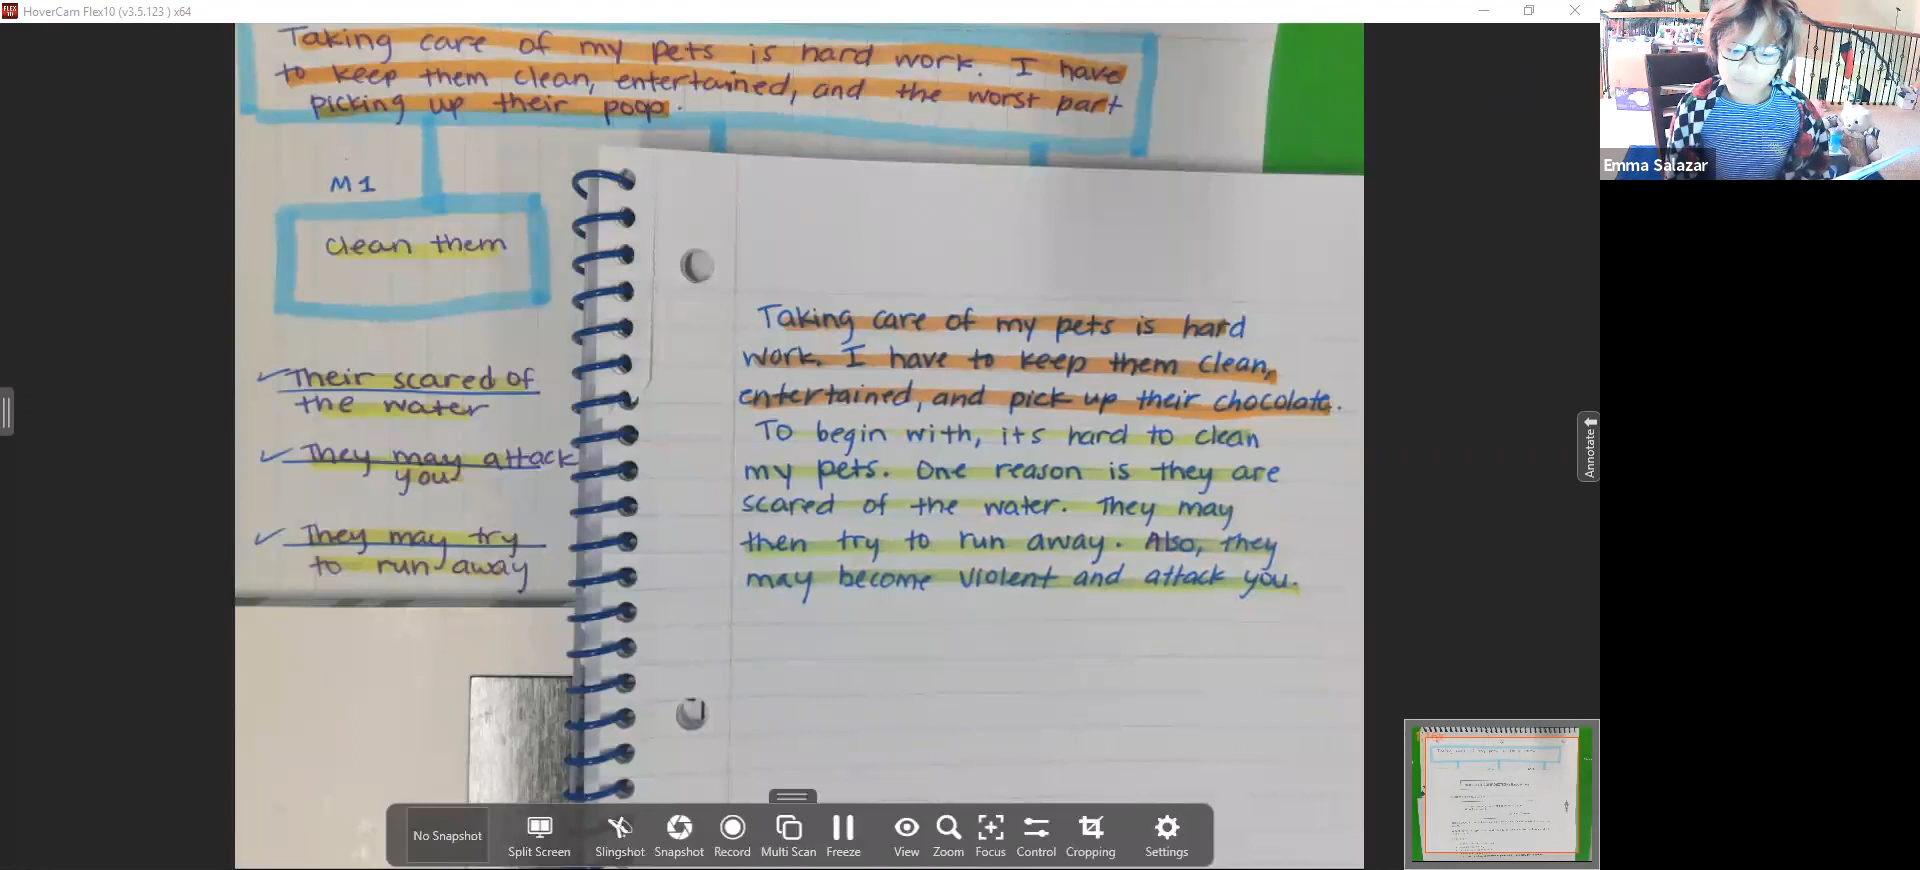 HoverCam Flex10 (v3.5.123 ) x64
Taking care of my pets is hard work. I have
to keep them clean, entertained, and the worst part
picking up their poop.
M1
clean them
Their scared of
the water
They may attack
you
They may try
to run away
Taking care of my pets is hard
work. I have to keep them clean,
entertained, and pick up their chocolate.
To begin with, its hard to clean
my pets. One reason is they are
scared of the water. They may
then try to run away. Also, they
may become violent and attack you.
Emma Salazar
Annotate
No Snapshot
Split Screen
Slingshot
Snapshot
Record
Multi Scan
Freeze
View
Zoom
Focus
Control
Cropping
Settings